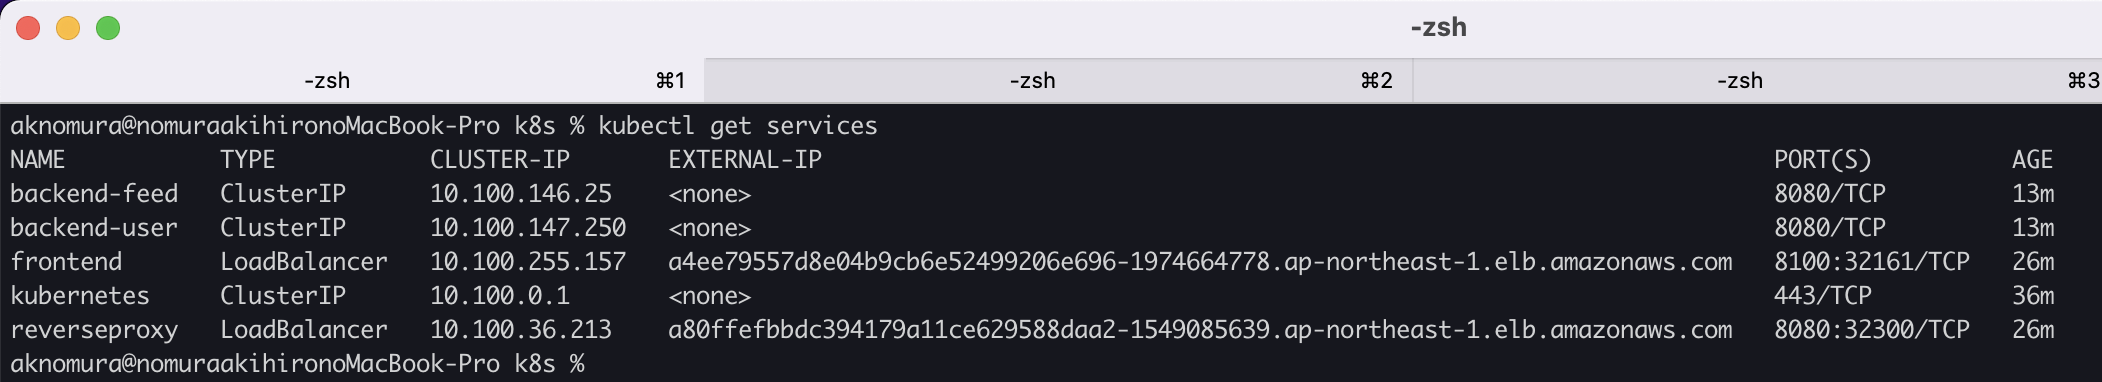 -zsh
-zsh ⌘1 -zsh ⌘2 -zsh ⌘3
aknomura@nomuraakihironoMacBook-Pro k8s % kubectl get services
NAME TYPE CLUSTER-IP EXTERNAL-IP PORT(S) AGE
backend-feed ClusterIP 10.100.146.25 <none> 8080/TCP 13m
backend-user ClusterIP 10.100.147.250 <none> 8080/TCP 13m
frontend LoadBalancer 10.100.255.157 a4ee79557d8e04b9cb6e52499206e696-1974664778.ap-northeast-1.elb.amazonaws.com 8100:32161/TCP 26m
kubernetes ClusterIP 10.100.0.1 <none> 443/TCP 36m
reverseproxy LoadBalancer 10.100.36.213 a80ffefbbdc394179a11ce629588daa2-1549085639.ap-northeast-1.elb.amazonaws.com 8080:32300/TCP 26m
aknomura@nomuraakihironoMacBook-Pro k8s %